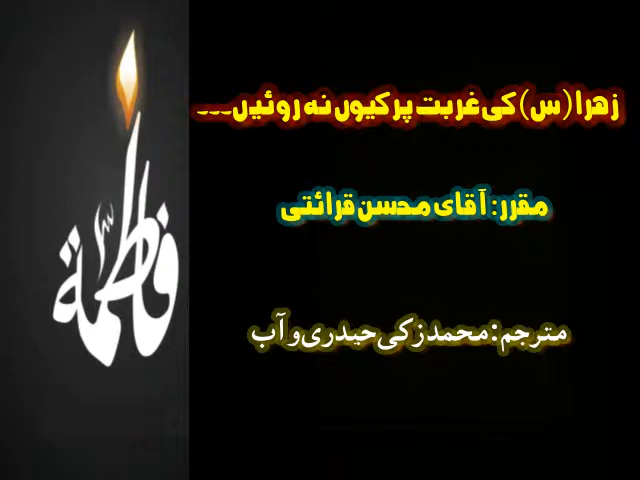 زهرا (س) کی غربت پر کیوں نہ روئیں...
مقرر: آقای محسن قرائتی
مترجم: محمد زکی حیدری و آب
فاطمة